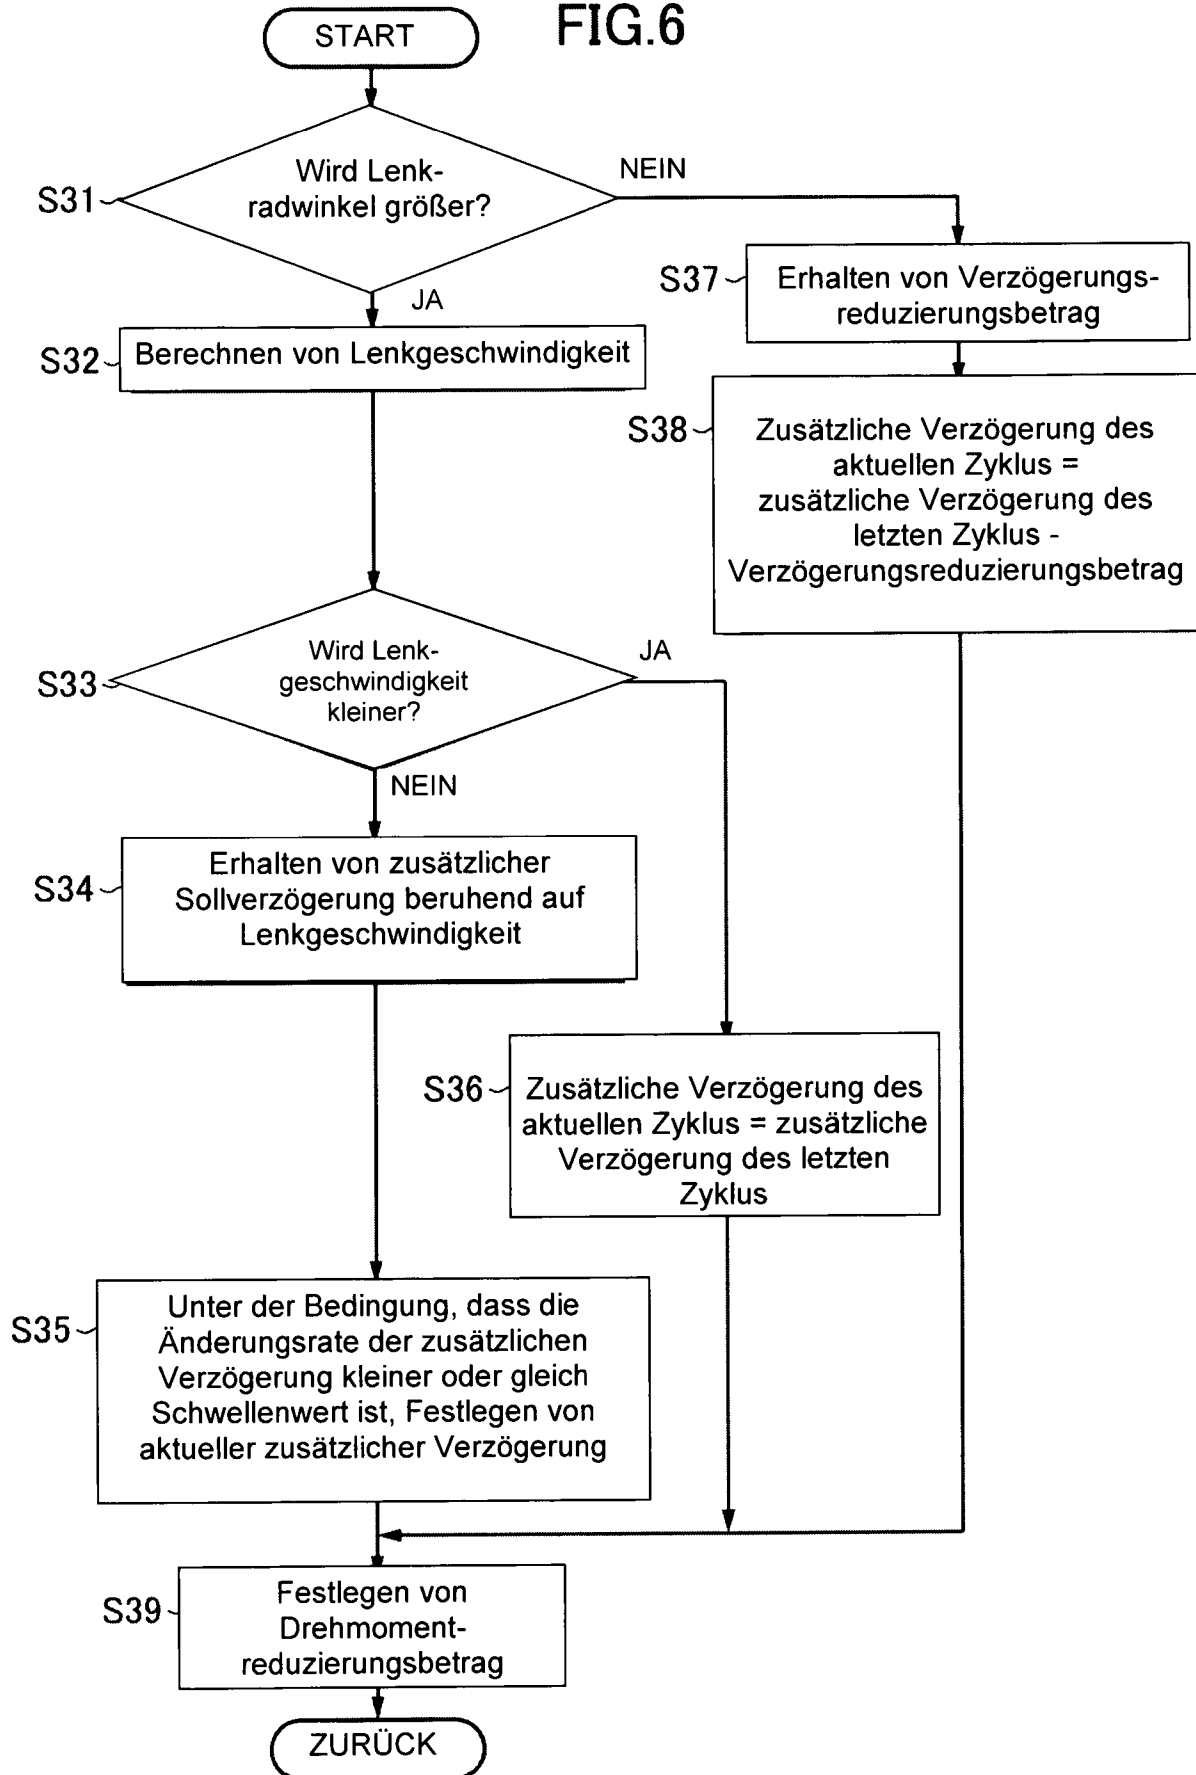 FIG.6
START
S31
Wird Lenk-
radwinkel größer?
NEIN
JA
S32
Berechnen von Lenkgeschwindigkeit
S37
Erhalten von Verzögerungs-
reduzierungsbetrag
S38
Zusätzliche Verzögerung des
aktuellen Zyklus =
zusätzliche Verzögerung des
letzten Zyklus -
Verzögerungsreduzierungsbetrag
S33
Wird Lenk-
geschwindigkeit
kleiner?
JA
NEIN
S34
Erhalten von zusätzlicher
Sollverzögerung beruhend auf
Lenkgeschwindigkeit
S36
Zusätzliche Verzögerung des
aktuellen Zyklus = zusätzliche
Verzögerung des letzten
Zyklus
S35
Unter der Bedingung, dass die
Änderungsrate der zusätzlichen
Verzögerung kleiner oder gleich
Schwellenwert ist, Festlegen von
aktueller zusätzlicher Verzögerung
S39
Festlegen von
Drehmoment-
reduzierungsbetrag
ZURÜCK